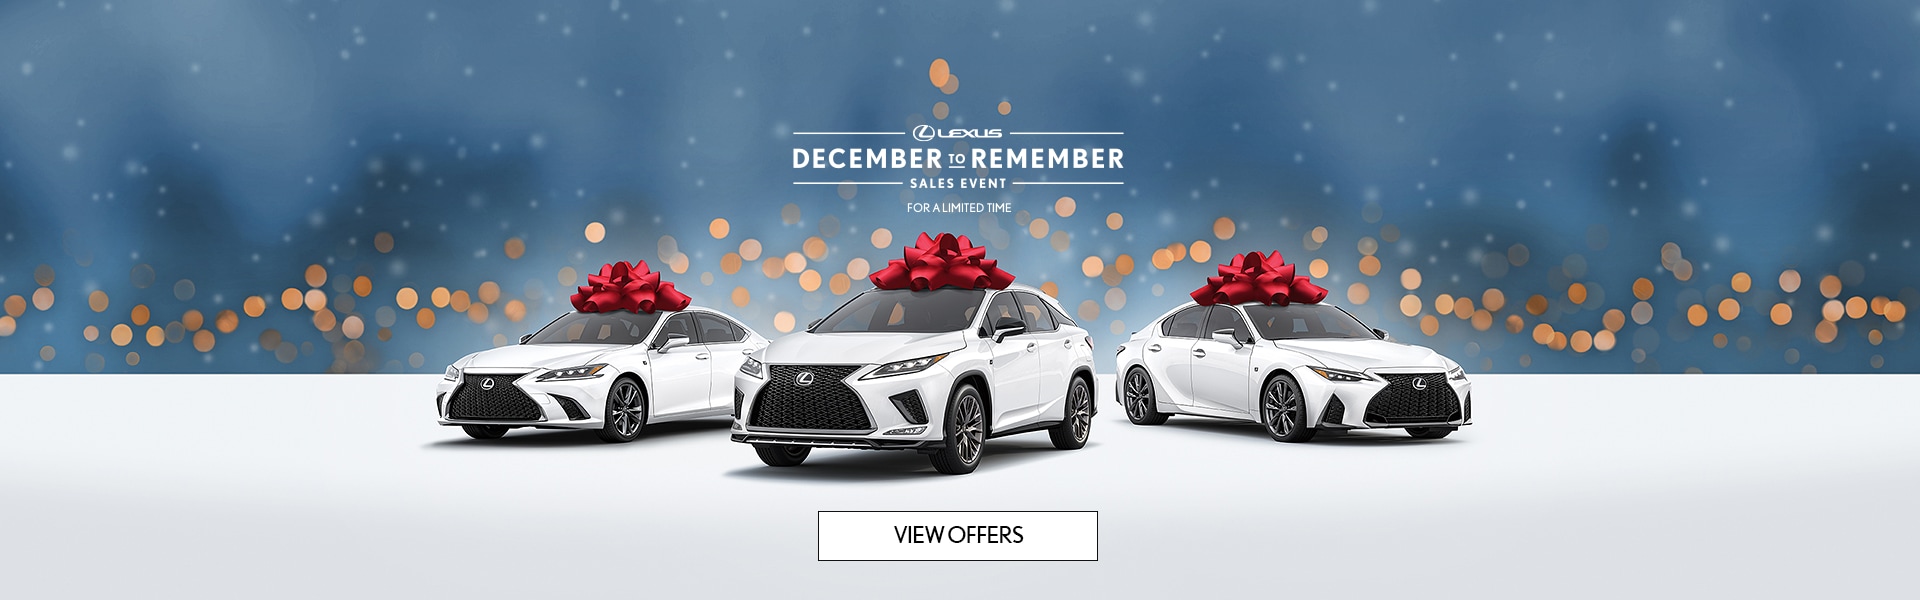 LEXUS
DECEMBER TO REMEMBER
SALES EVENT
FOR A LIMITED TIME
VIEW OFFERS